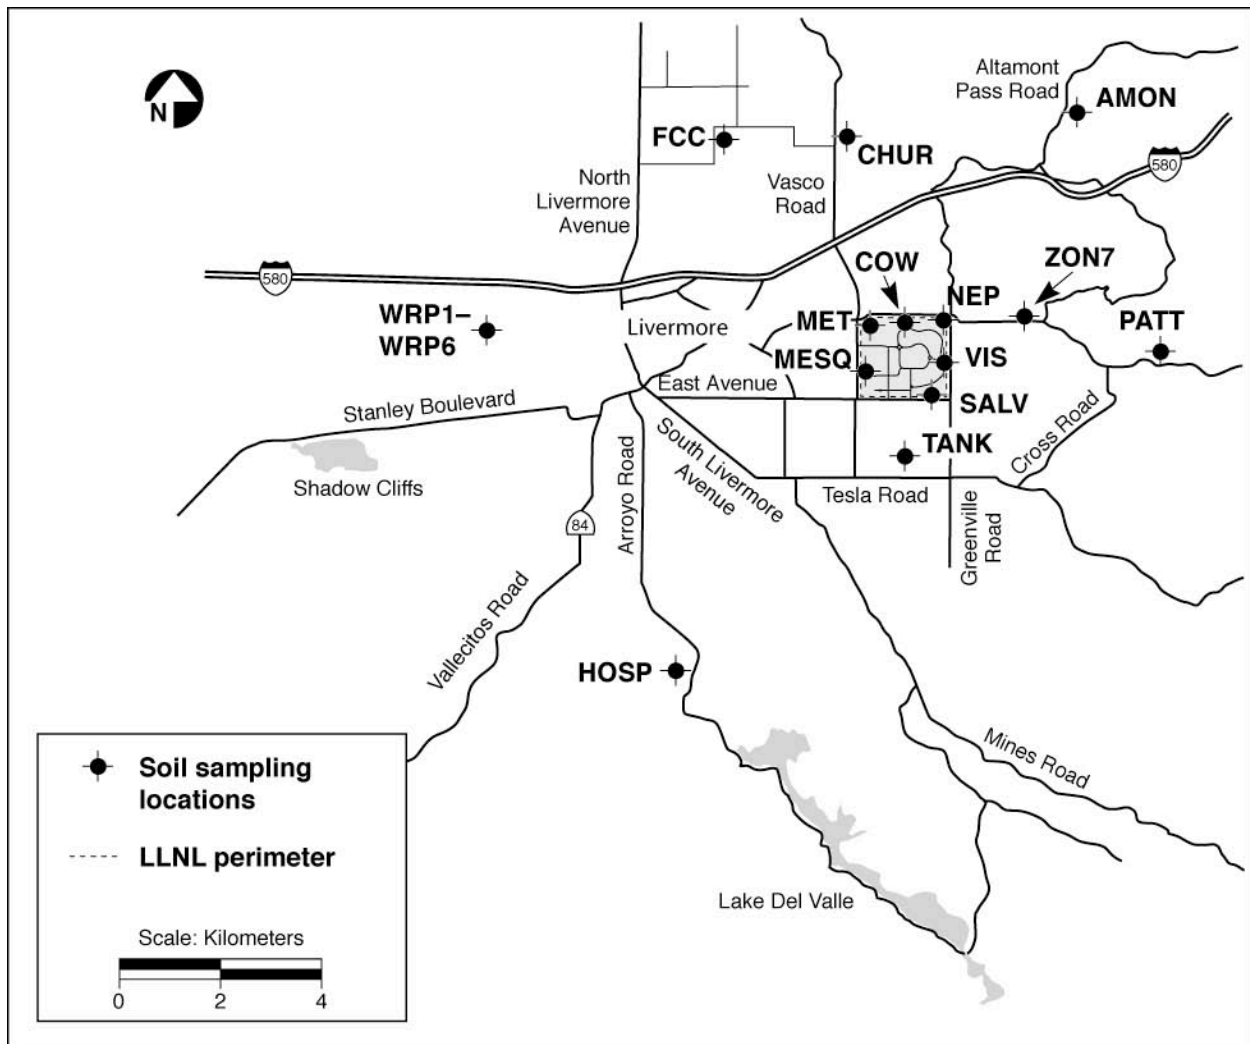 N
Altamont
Pass Road
AMON
FCC
CHUR
580
North
Livermore
Avenue
Vasco
Road
COW
ZON7
580
NEP
WRP1–
WRP6
MET
Livermore
PATT
MESQ
VIS
East Avenue
SALV
Stanley Boulevard
Cross Road
South Livermore
Avenue
TANK
Shadow Cliffs
Tesla Road
Arroyo Road
84
Greenville
Road
Vallecitos Road
HOSP
Mines Road
Soil sampling
locations
LLNL perimeter
Lake Del Valle
Scale: Kilometers
0 2 4